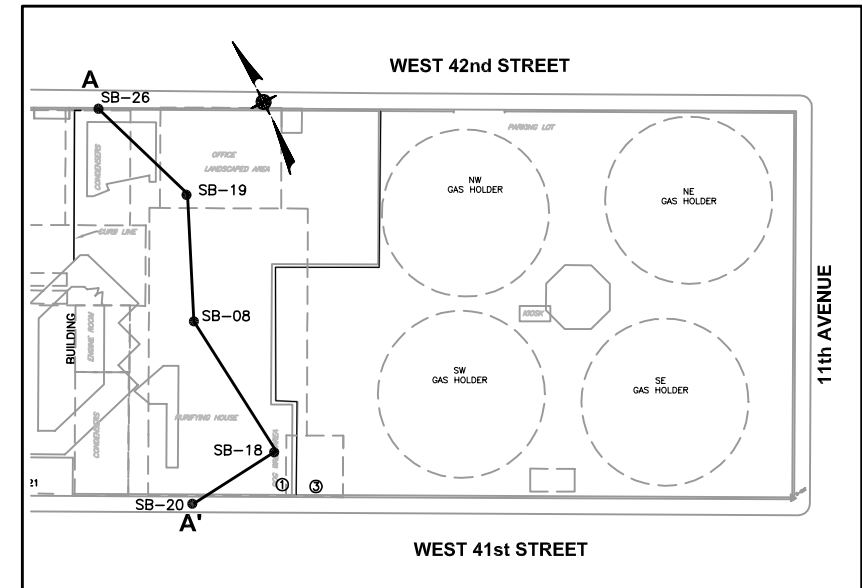 WEST 42nd STREET
A
SB-26
PARKING LOT
OFFICE
LANDSCAPED AREA
CONDENSERS
SB-19
NW
GAS HOLDER
NE
GAS HOLDER
CURB LINE
11th AVENUE
SB-08
KIOSK
BUILDING
ENGINE ROOM
SW
GAS HOLDER
SE
GAS HOLDER
PURIFYING HOUSE
CONDENSERS
SB-18
AREA
21
1
3
SB-20
A'
WEST 41st STREET